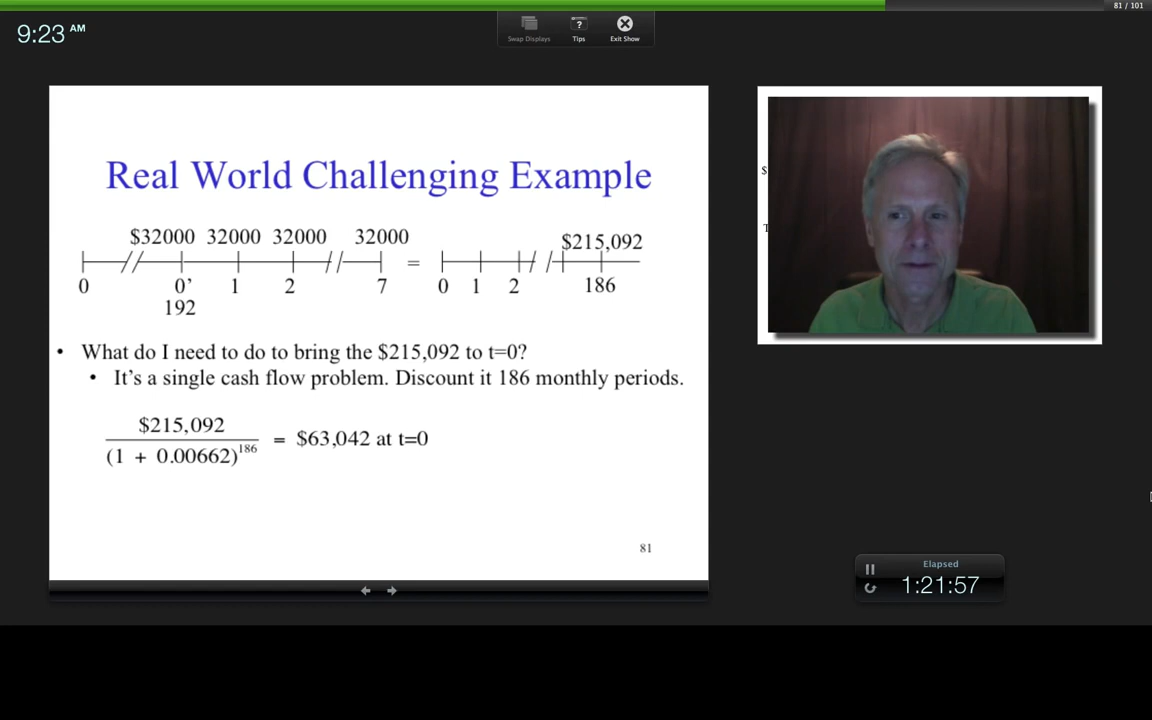 81 / 101
9:23 AM
Swap Displays Tips Exit Show
Real World Challenging Example
$32000 32000 32000 32000 $215,092
0 0’ 1 2 7 = 0 1 2 186
192
• What do I need to do to bring the $215,092 to t=0?
• It’s a single cash flow problem. Discount it 186 monthly periods.
$215,092
(1 + 0.00662)^186 = $63,042 at t=0
81
$
T
Elapsed
1:21:57